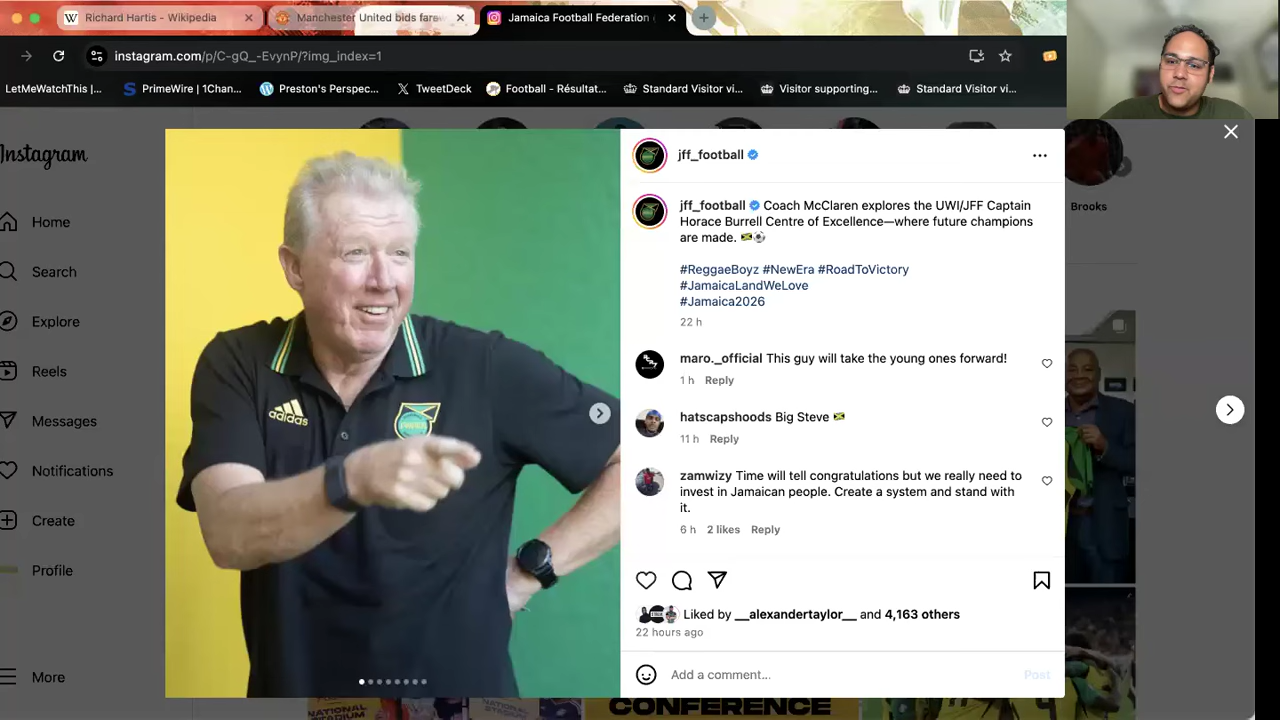 Richard Hartis - Wikipedia
Manchester United bids fare
Jamaica Football Federation
instagram.com/p/C-gQ_-EvynP/?img_index=1
LetMeWatchThis |...
PrimeWire | 1Chan...
Preston's Perspec...
TweetDeck
Football - Résultat...
Standard Visitor vi...
Visitor supporting...
Standard Visitor vi...
Instagram
Home
Search
Explore
Reels
Messages
Notifications
Create
Profile
More
adidas
jff_football
jff_football Coach McClaren explores the UWI/JFF Captain
Horace Burrell Centre of Excellence—where future champions
are made. 🇯🇲⚽
#ReggaeBoyz #NewEra #RoadToVictory
#JamaicaLandWeLove
#Jamaica2026
22 h
maro._official This guy will take the young ones forward!
1 h Reply
hatscapshoods Big Steve 🇯🇲
11 h Reply
zamwizy Time will tell congratulations but we really need to
invest in Jamaican people. Create a system and stand with
it.
6 h 2 likes Reply
Liked by __alexandertaylor__ and 4,163 others
22 hours ago
Add a comment...
Post
Brooks
NATIONAL
STADIUM
CONFERENCE
NATIONAL
STADIUM